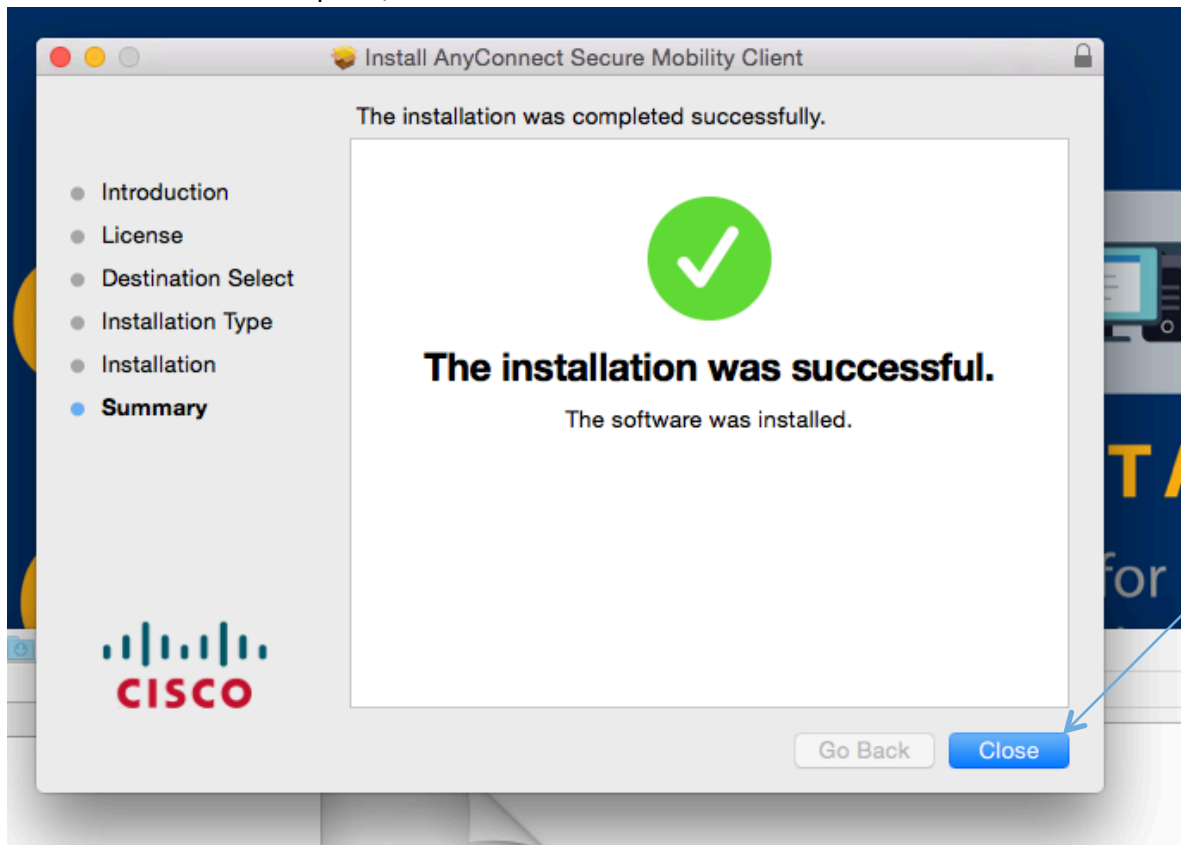 Install AnyConnect Secure Mobility Client
The installation was completed successfully.
Introduction
License
Destination Select
Installation Type
Installation
Summary
The installation was successful.
The software was installed.
CISCO
Go Back
Close
for